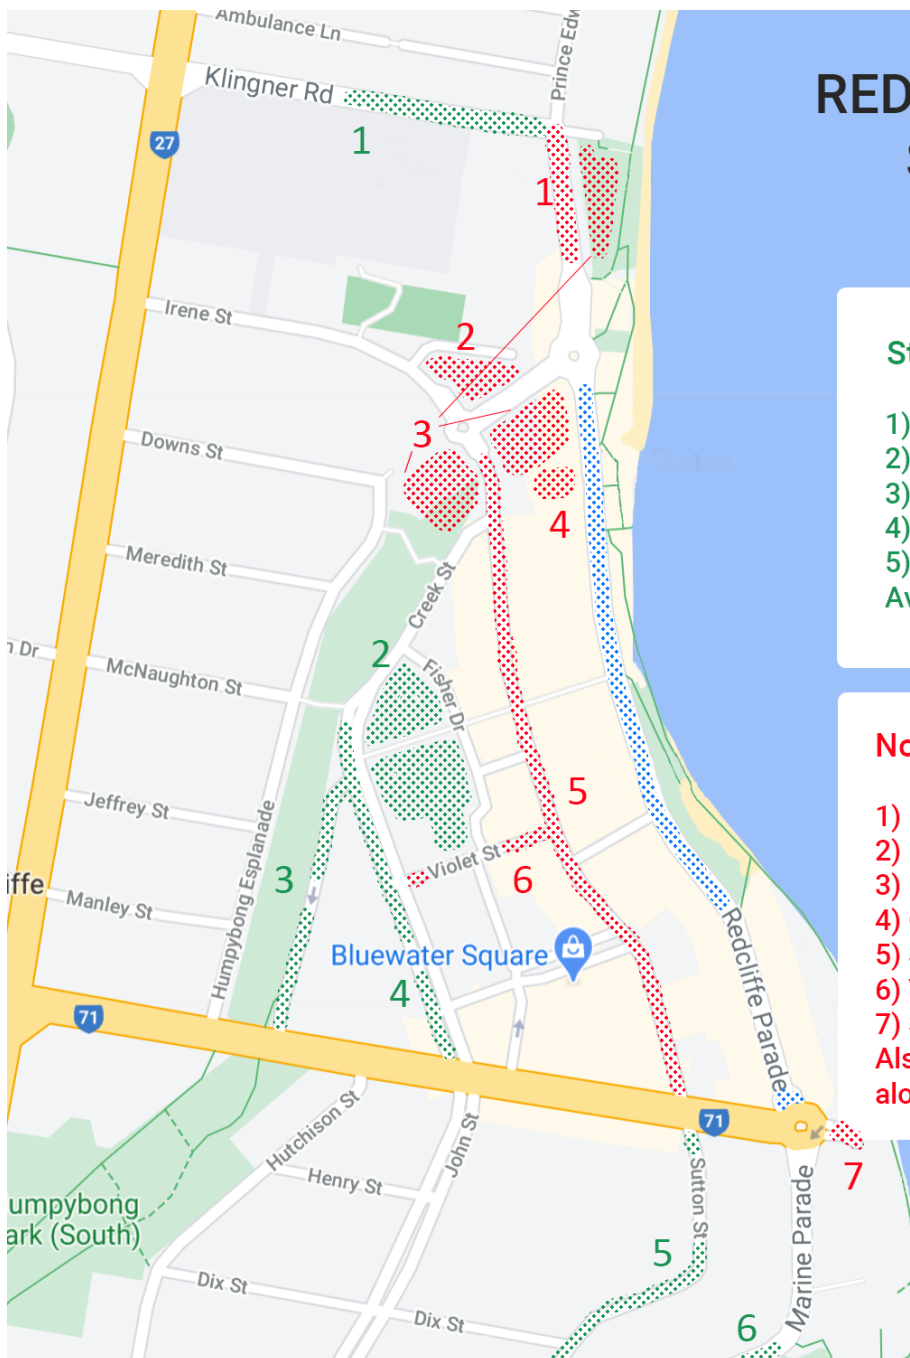 Ambulance Ln
Prince Edw
RED
Klingner Rd
1
27
1
S
Irene St
2
St
3
1)
Downs St
2)
3)
4
4)
Meredith St
5)
Creek St
Av
2
n Dr
McNaughton St
Fisher Dr
No
5
Jeffrey St
1)
2)
Violet St
3
6
3)
iffe
Manley St
4)
Humpybong Esplanade
Bluewater Square
5)
Redcliffe Parade
4
6)
71
7)
Als
alo
71
Hutchison St
John St
7
Henry St
Sutton St
umpybong
ark (South)
Marine Parade
5
Dix St
Dix St
6